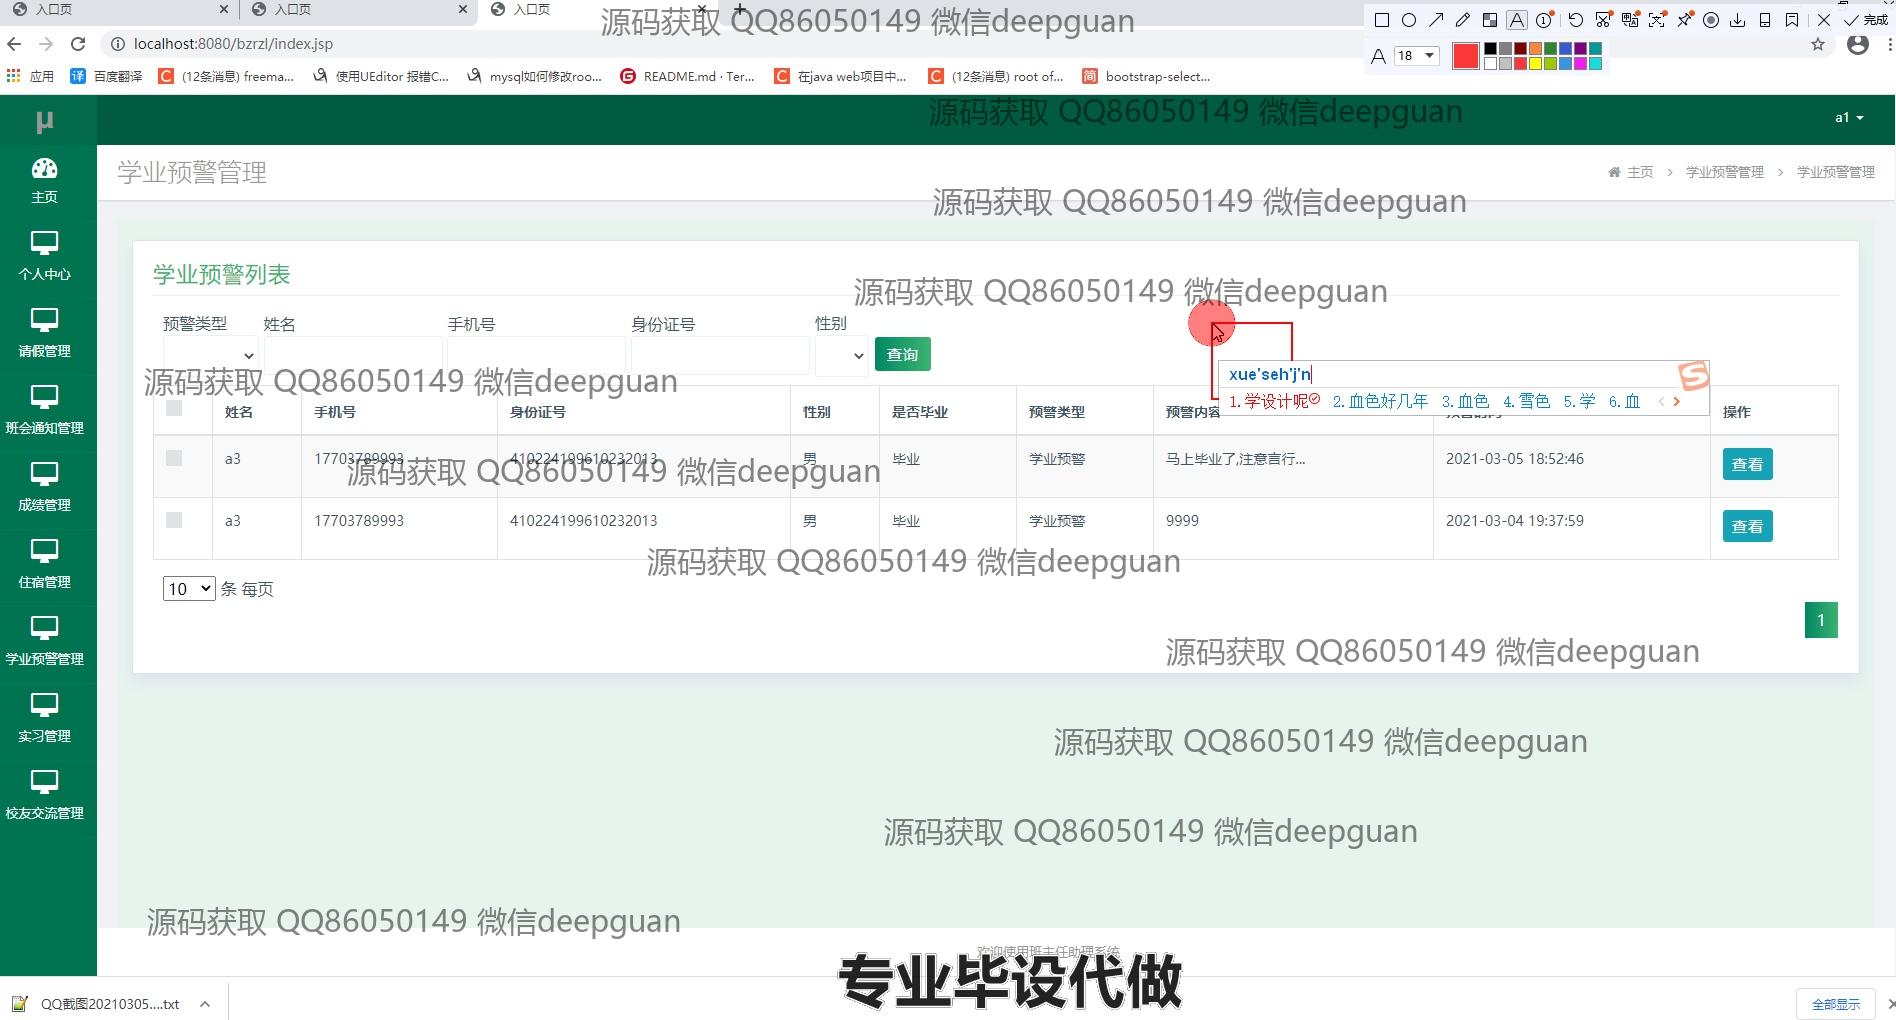 入口页
入口页
入口页
源码获取 QQ86050149 微信deepguan
完成
localhost:8080/bzrzl/index.jsp
A 18
应用
百度翻译
(12条消息) freema...
使用UEditor 报错C...
mysql如何修改roo...
README.md · Ter...
在java web项目中...
(12条消息) root of...
bootstrap-select...
µ
源码获取 QQ86050149 微信deepguan
a1
主页
学业预警管理
主页 > 学业预警管理 > 学业预警管理
源码获取 QQ86050149 微信deepguan
个人中心
学业预警列表
源码获取 QQ86050149 微信deepguan
预警类型 姓名 手机号 身份证号 性别
查询
请假管理
源码获取 QQ86050149 微信deepguan
xue'seh'j'n
1.学设计呢 2.血色好几年 3.血色 4.雪色 5.学 6.血
姓名 手机号 身份证号 性别 是否毕业 预警类型 预警内容 操作
班会通知管理
a3 17703789993 410224199610232013 男 毕业 学业预警 马上毕业了,注意言行... 2021-03-05 18:52:46 查看
源码获取 QQ86050149 微信deepguan
成绩管理
a3 17703789993 410224199610232013 男 毕业 学业预警 9999 2021-03-04 19:37:59 查看
源码获取 QQ86050149 微信deepguan
住宿管理
10 条 每页
1
学业预警管理
源码获取 QQ86050149 微信deepguan
实习管理
源码获取 QQ86050149 微信deepguan
校友交流管理
源码获取 QQ86050149 微信deepguan
源码获取 QQ86050149 微信deepguan
欢迎使用班主任助理系统
专业毕设代做
QQ截图20210305....txt
全部显示